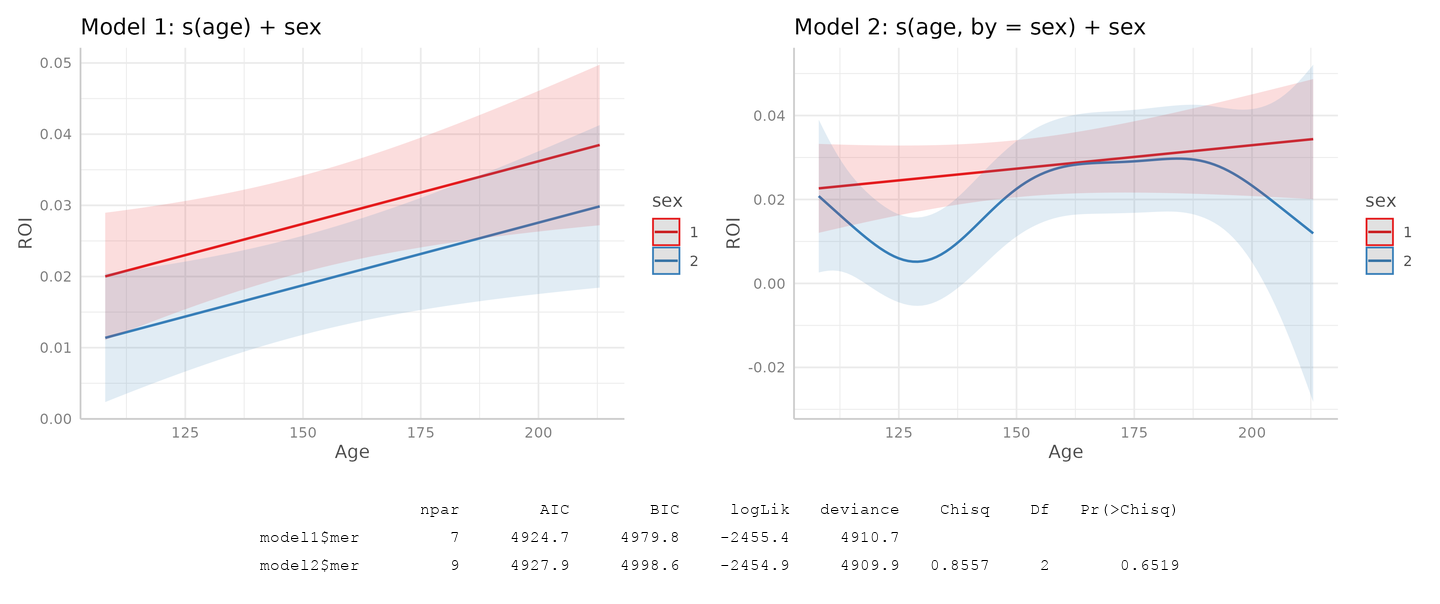 Model 1: s(age) + sex
0.05
0.04
0.03
0.02
0.01
0.00
ROI
125 150 175 200
Age
sex
1
2
Model 2: s(age, by = sex) + sex
0.04
0.02
0.00
-0.02
ROI
125 150 175 200
Age
sex
1
2
npar AIC BIC logLik deviance Chisq Df Pr(>Chisq)
model1$mer 7 4924.7 4979.8 -2455.4 4910.7
model2$mer 9 4927.9 4998.6 -2454.9 4909.9 0.8557 2 0.6519